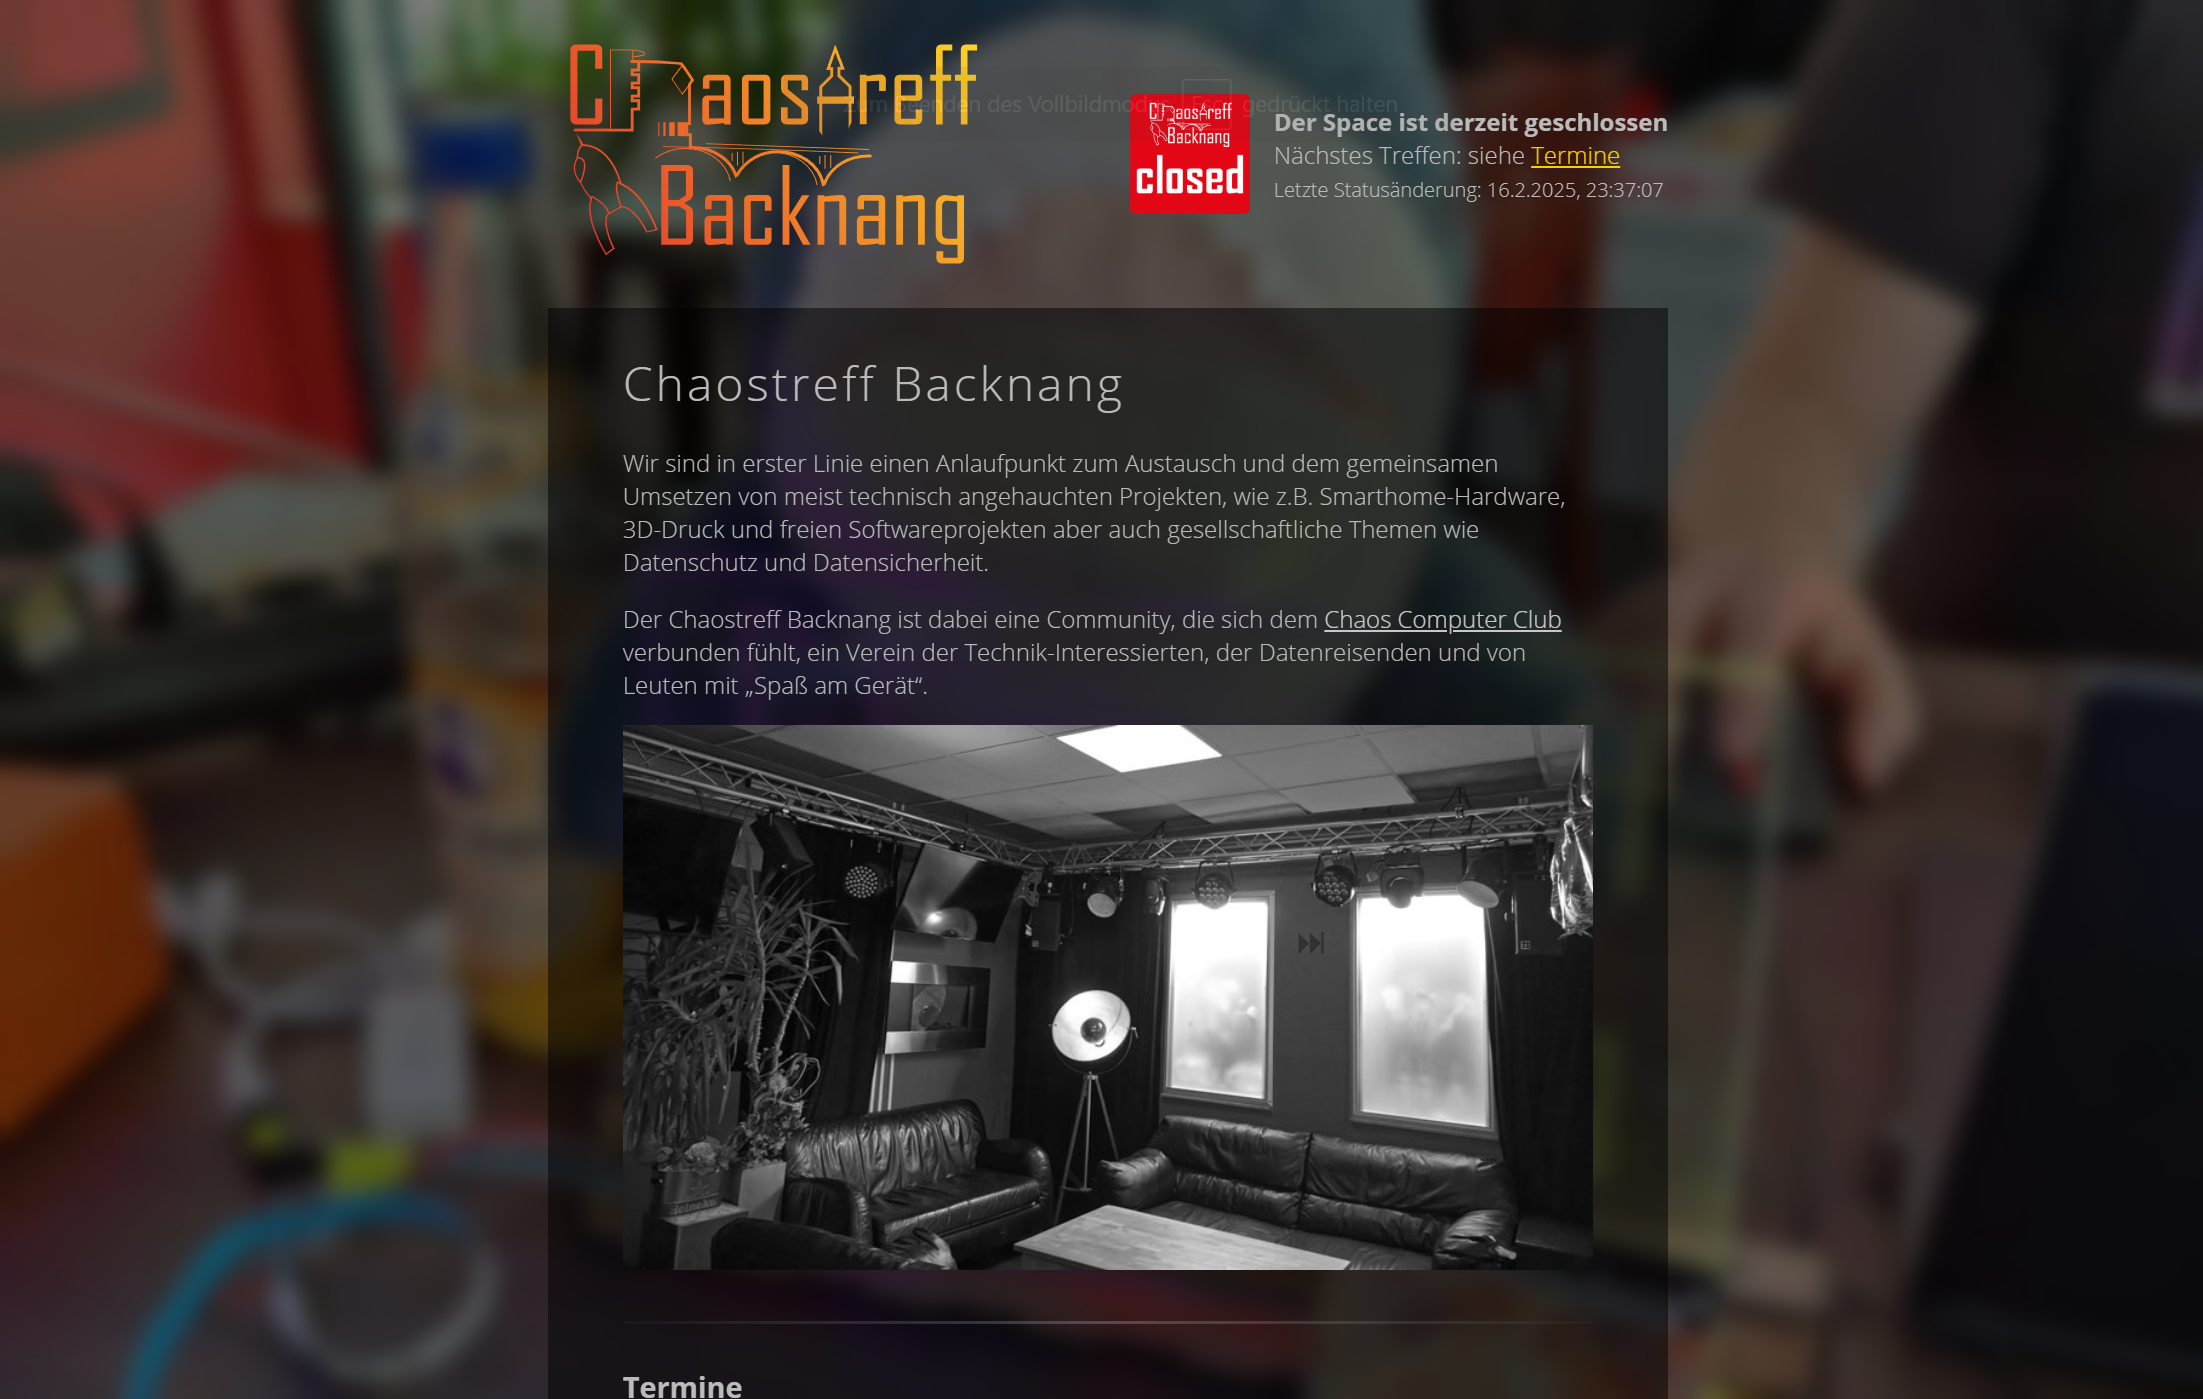 Chaostreff
Backnang
Zum Beenden des Vollbildmodus Esc gedrückt halten
Chaostreff
Backnang
closed
Der Space ist derzeit geschlossen
Nächstes Treffen: siehe Termine
Letzte Statusänderung: 16.2.2025, 23:37:07
Chaostreff Backnang
Wir sind in erster Linie einen Anlaufpunkt zum Austausch und dem gemeinsamen
Umsetzen von meist technisch angehauchten Projekten, wie z.B. Smarthome-Hardware,
3D-Druck und freien Softwareprojekten aber auch gesellschaftliche Themen wie
Datenschutz und Datensicherheit.
Der Chaostreff Backnang ist dabei eine Community, die sich dem Chaos Computer Club
verbunden fühlt, ein Verein der Technik-Interessierten, der Datenreisenden und von
Leuten mit „Spaß am Gerät“.
Heineken
Termine